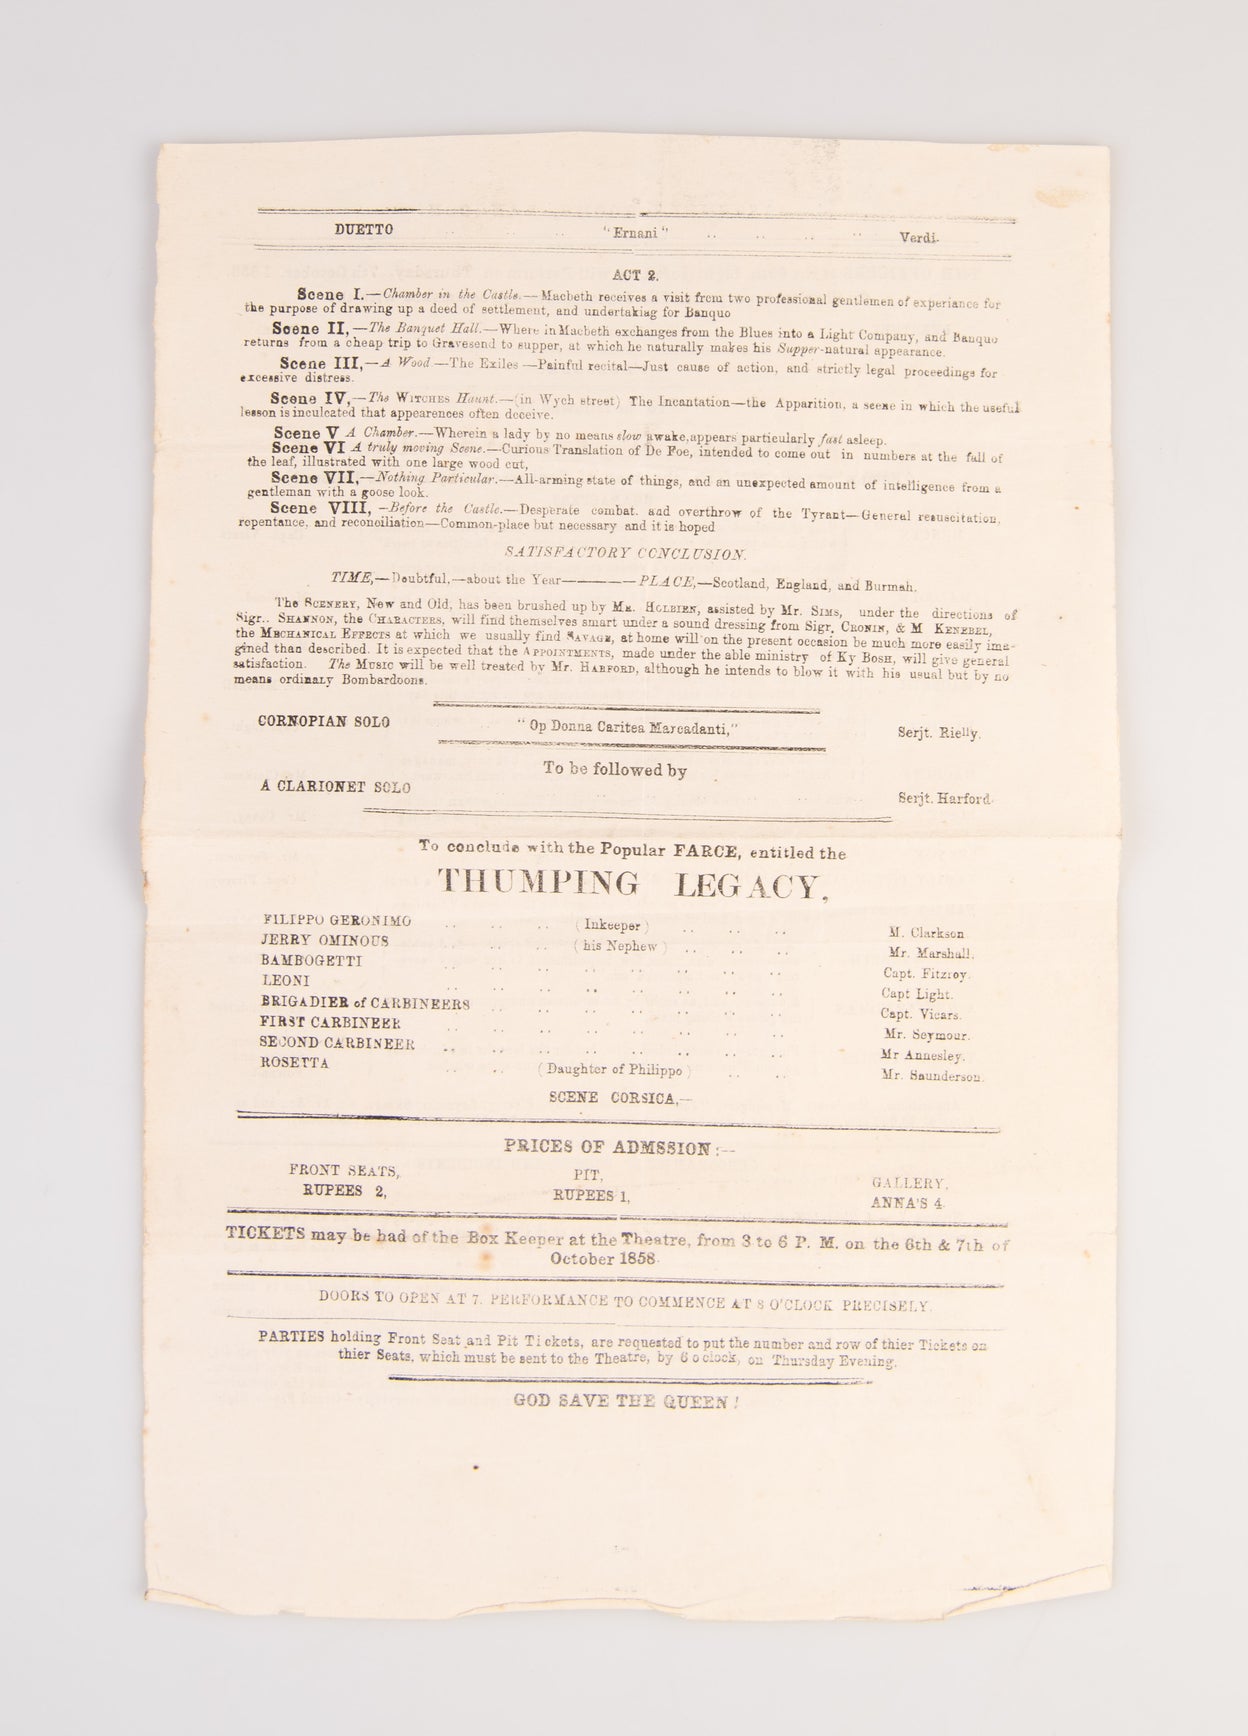 DUETTO .. .. .. "Ernani" .. .. .. .. Verdi.
ACT 2.
Scene I.—Chamber in the Castle.—Macbeth receives a visit from two professional gentlemen of experiance for
the purpose of drawing up a deed of settlement, and undertakiag for Banquo
Scene II,—The Banquet Hall.—Where in Macbeth exchanges from the Blues into a Light Company, and Banquo
returns from a cheap trip to Gravesend to supper, at which he naturally makes his Supper-natural appearance.
Scene III,—A Wood—The Exiles—Painful recital—Just cause of action, and strictly legal proceedings for
excessive distress.
Scene IV,—The WITCHES Haunt.—(in Wych street) The Incantation—the Apparition, a scene in which the useful
lesson is inculcated that appearences often deceive.
Scene V A Chamber.—Wherein a lady by no means slow awake, appears particularly fast asleep.
Scene VI A truly moving Scene.—Curious Translation of De Foe, intended to come out in numbers at the fall of
the leaf, illustrated with one large wood cut,
Scene VII,—Nothing Particular.—All-arming state of things, and an unexpected amount of intelligence from a
gentleman with a goose look.
Scene VIII, —Before the Castle.—Desperate combat. and overthrow of the Tyrant—General resuscitation,
repentance, and reconciliation—Common-place but necessary and it is hoped
SATISFACTORY CONCLUSION.
TIME,—Doubtful,—about the Year————PLACE,—Scotland, England, and Burmah.
The SCENERY, New and Old, has been brushed up by MR. HOLBIEN, assisted by Mr. SIMS, under the directions of
Sigr.. SHANNON, the CHARACTERS, will find themselves smart under a sound dressing from Sigr. CRONIN, & M KENEBEL,
the MECHANICAL EFFECTS at which we usually find SAVAGE, at home will on the present occasion be much more easily ima-
gined than described. It is expected that the APPOINTMENTS, made under the able ministry of KY BOSH, will give general
satisfaction. The MUSIC will be well treated by MR. HARFORD, although he intends to blow it with his usual but by no
means ordinary Bombardoons.
CORNOPIAN SOLO "Op Donna Caritea Marcadanti," Serjt. Rielly.
To be followed by
A CLARIONET SOLO .. .. .. .. Serjt. Harford.
To conclude with the Popular FARCE, entitled the
THUMPING LEGACY,
FILIPPO GERONIMO .. .. .. (Inkeeper) .. .. .. M. Clarkson
JERRY OMINOUS .. .. .. (his Nephew) .. .. .. Mr. Marshall.
BAMBOGETTI .. .. .. .. .. .. .. .. Capt. Fitzroy.
LEONI .. .. .. .. .. .. .. .. Capt Light.
BRIGADIER of CARBINEERS .. .. .. .. .. .. .. Capt. Vicars.
FIRST CARBINEER .. .. .. .. .. .. .. .. Mr. Seymour.
SECOND CARBINEER .. .. .. .. .. .. .. .. Mr Annesley.
ROSETTA .. .. (Daughter of Philippo) .. .. Mr. Saunderson.
SCENE CORSICA,—
PRICES OF ADMSSION:—
FRONT SEATS, PIT, GALLERY,
RUPEES 2, RUPEES 1, ANNA'S 4.
TICKETS may be had of the Box Keeper at the Theatre, from 3 to 6 P. M. on the 6th & 7th of
October 1858.
DOORS TO OPEN AT 7. PERFORMANCE TO COMMENCE AT 8 O'CLOCK PRECISELY.
PARTIES holding Front Seat and Pit Tickets, are requested to put the number and row of thier Tickets on
thier Seats, which must be sent to the Theatre, by 6 o clock, on Thursday Evening.
GOD SAVE THE QUEEN!